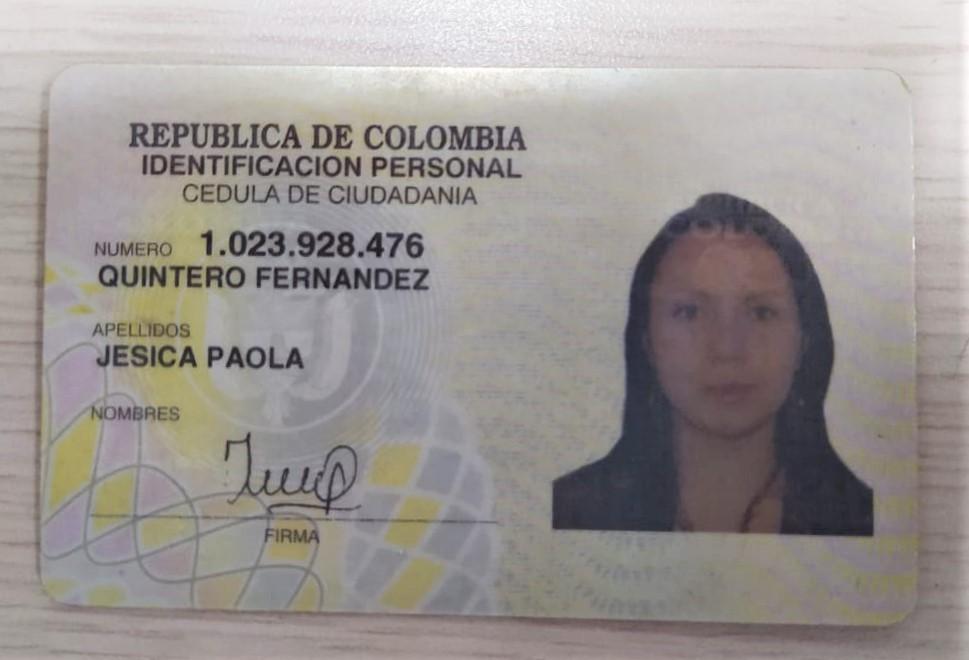 REPUBLICA DE COLOMBIA
IDENTIFICACION PERSONAL
CEDULA DE CIUDADANIA
NUMERO 1.023.928.476
QUINTERO FERNANDEZ
APELLIDOS
JESICA PAOLA
NOMBRES
FIRMA